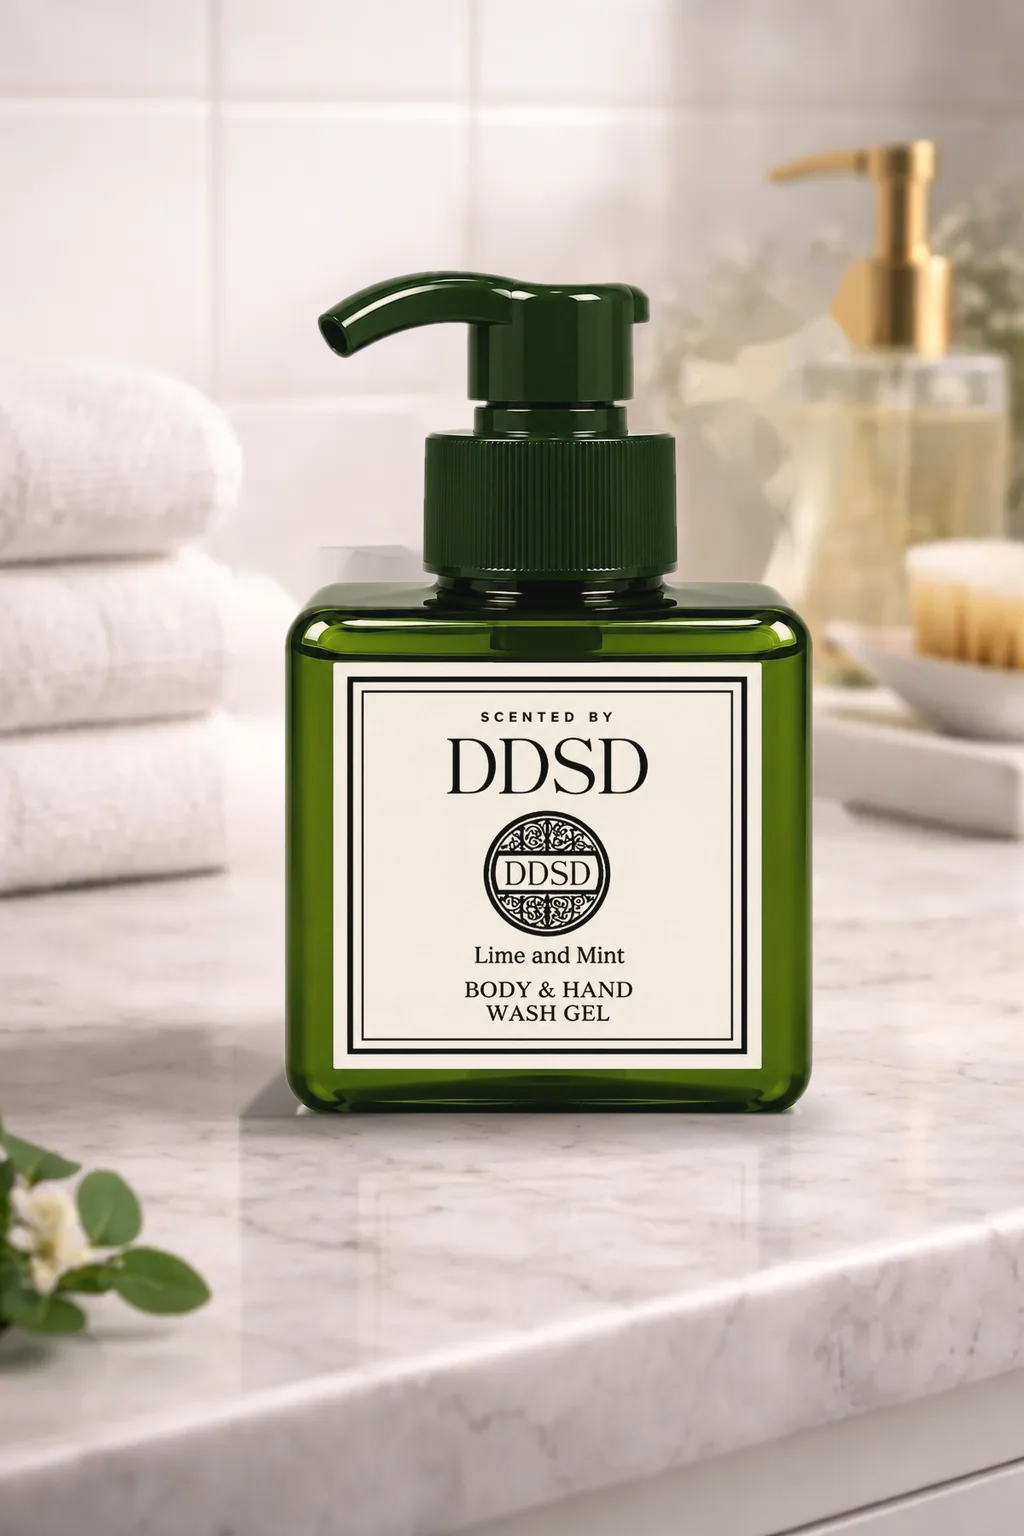 SCENTED BY
DDSD
DDSD
Lime and Mint
BODY & HAND
WASH GEL